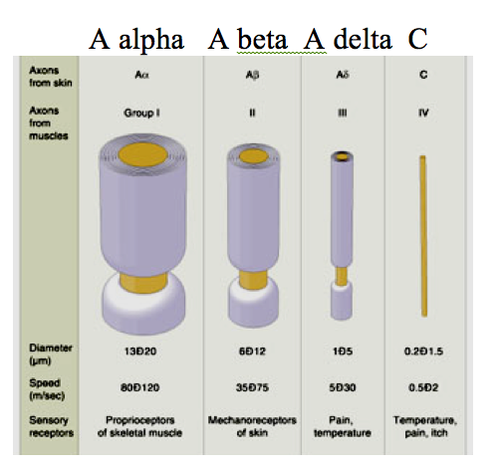 A alpha A beta A delta C
Axons from skin Aα Aβ Aδ C
Axons from muscles Group I II III IV
Diameter (μm) 13Ð20 6Ð12 1Ð5 0.2Ð1.5
Speed (m/sec) 80Ð120 35Ð75 5Ð30 0.5Ð2
Sensory receptors Proprioceptors of skeletal muscle Mechanoreceptors of skin Pain, temperature Temperature, pain, itch